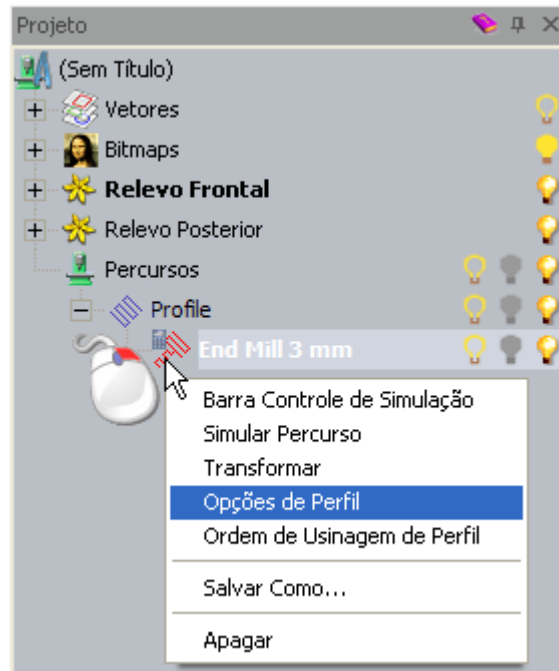 Projeto
(Sem Título)
Vetores
Bitmaps
Relevo Frontal
Relevo Posterior
Percursos
Profile
End Mill 3 mm
Barra Controle de Simulação
Simular Percurso
Transformar
Opções de Perfil
Ordem de Usinagem de Perfil
Salvar Como...
Apagar